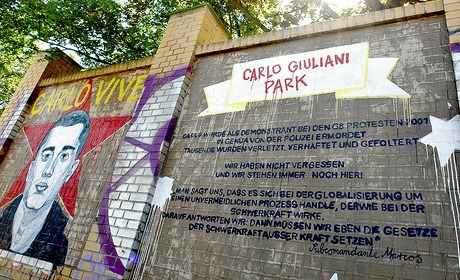 CARLO VIVE
CARLO GIULIANI
PARK
CARLO WURDE ALS DEMONSTRANT BEI DEN G8 PROTESTEN 2001
IN GENUA VON DER POLIZEI ERMORDET
TAUSENDE WURDEN VERLETZT, VERHAFTET UND GEFOLTERT
WIR HABEN NICHT VERGESSEN
UND WIR STEHEN IMMER NOCH HIER!
„MAN SAGT UNS, DASS ES SICH BEI DER GLOBALISIERUNG UM
EINEN UNVERMEIDLICHEN PROZESS HANDLE, DERWIE BEI DER
SCHWERKRAFT WIRKE.
DARAUF ANTWORTEN WIR: DANN MÜSSEN WIR EBEN DIE GESETZE
DER SCHWERKRAFT AUSSER KRAFT SETZEN"
Subcomandante Marcos